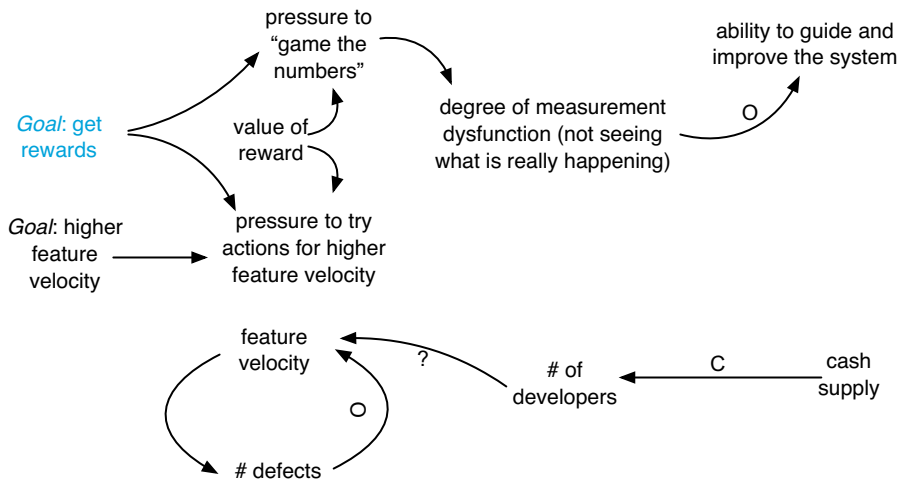 pressure to
“game the
numbers”
ability to guide and
improve the system
degree of measurement
dysfunction (not seeing
what is really happening)
O
Goal: get
rewards
value of
reward
Goal: higher
feature
velocity
pressure to try
actions for higher
feature velocity
feature
velocity
?
# of
developers
C
cash
supply
O
# defects